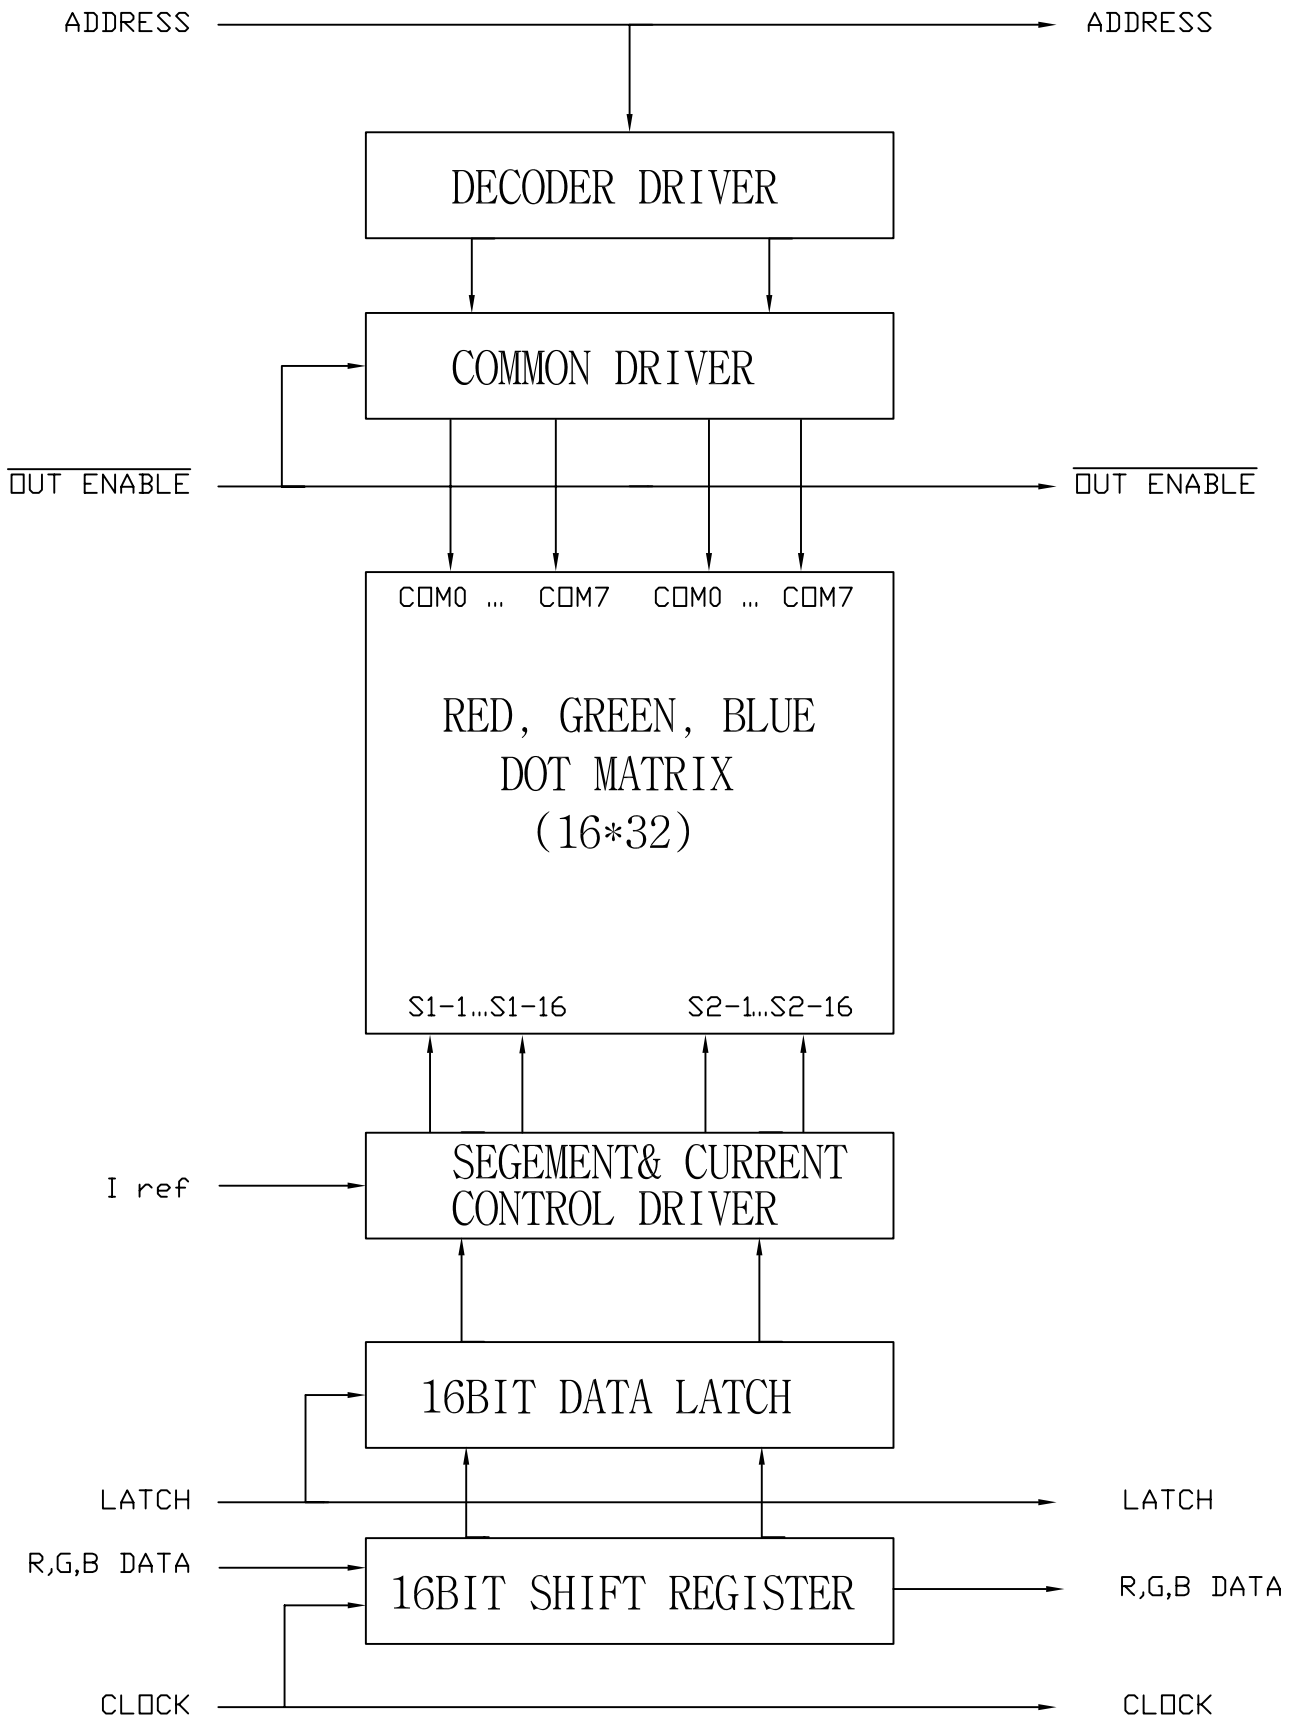 ADDRESS
ADDRESS
DECODER DRIVER
COMMON DRIVER
OUT ENABLE
OUT ENABLE
COM0 ... COM7 COM0 ... COM7
RED, GREEN, BLUE
DOT MATRIX
(16*32)
S1-1...S1-16 S2-1...S2-16
SEGEMENT& CURRENT
CONTROL DRIVER
I ref
16BIT DATA LATCH
LATCH
LATCH
R,G,B DATA
16BIT SHIFT REGISTER
R,G,B DATA
CLOCK
CLOCK